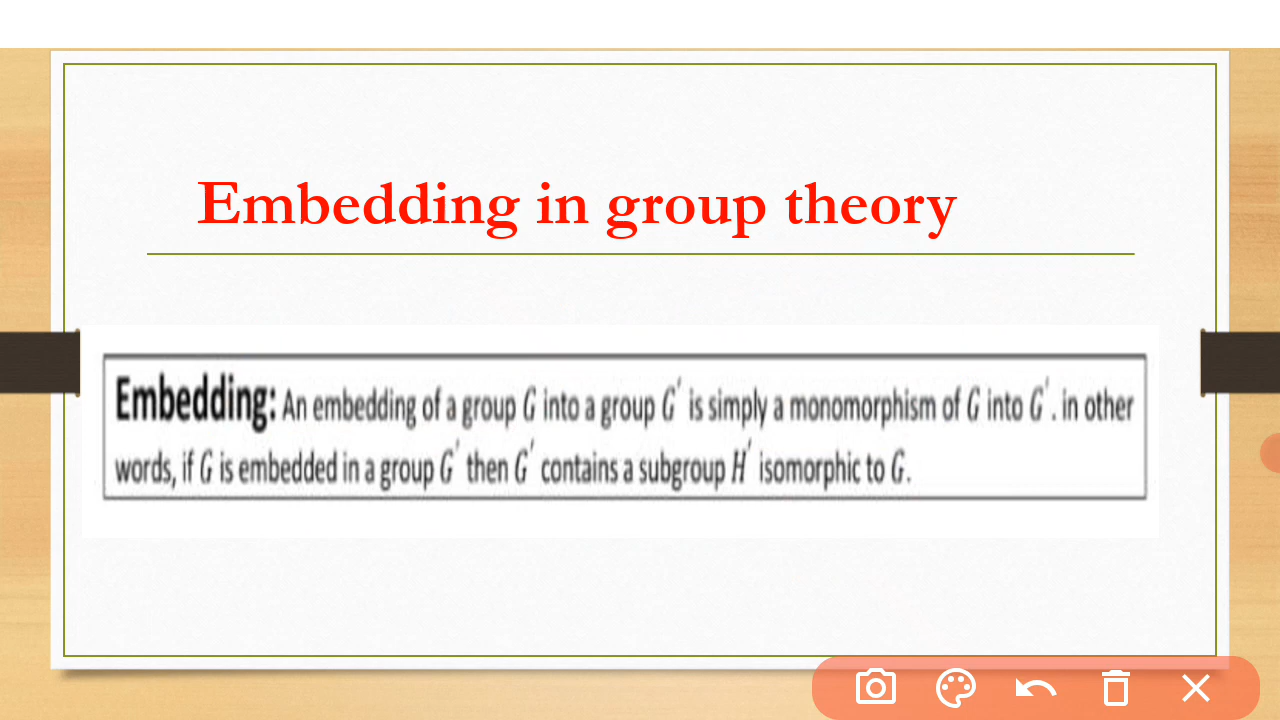 Embedding in group theory
Embedding: An embedding of a group G into a group G′ is simply a monomorphism of G into G′. in other
words, if G is embedded in a group G′ then G′ contains a subgroup H′ isomorphic to G.